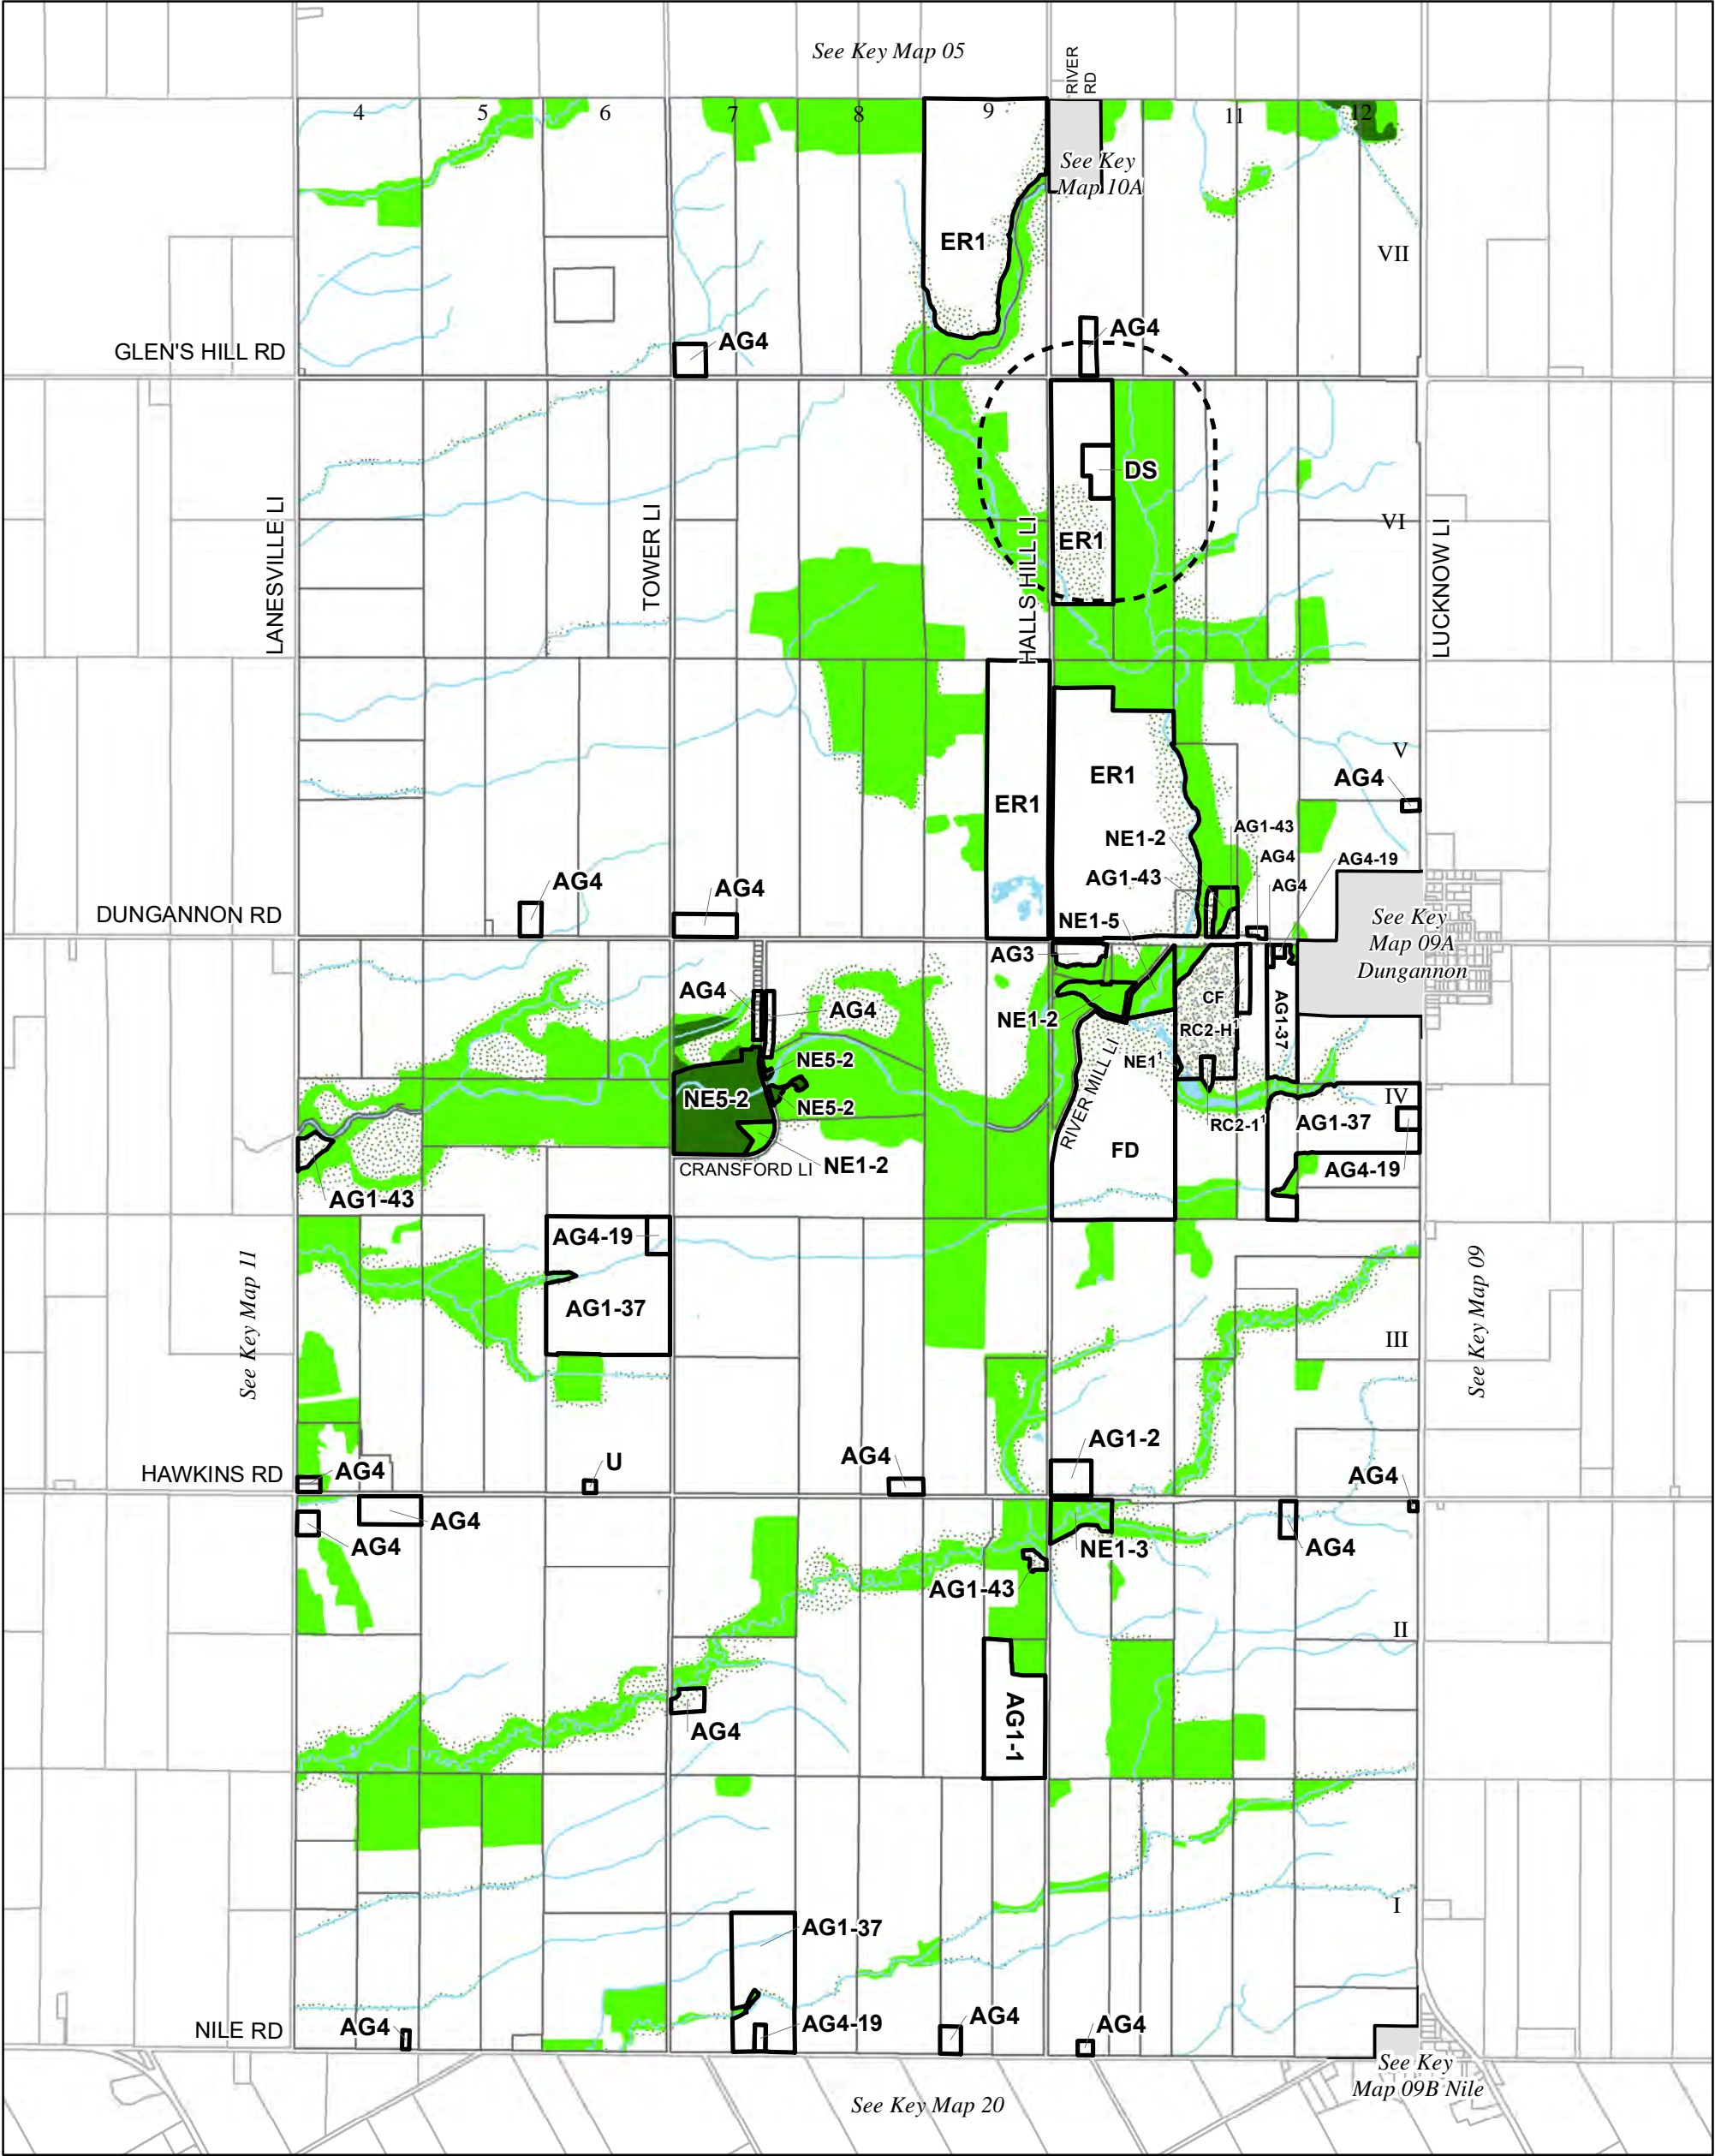 See Key Map 05
RIVER
RD
4
5
6
7
8
9
11
12
See Key
Map 10A
ER1
VII
GLEN'S HILL RD
AG4
AG4
DS
LANESVILLE LI
TOWER LI
HALLS HILL LI
ER1
VI
LUCKNOW LI
V
ER1
AG4
ER1
NE1-2
AG1-43
AG4
AG4-19
AG1-43
AG4
AG4
AG4
DUNGANNON RD
NE1-5
See Key
Map 09A
Dungannon
AG3
AG4
AG4
CF
AG1-37
NE1-2
RC2-H¹
NE5-2
NE1¹
NE5-2
NE5-2
RIVER MILL LI
IV
RC2-1¹
AG1-37
FD
CRANSFORD LI
NE1-2
AG4-19
AG1-43
See Key Map 11
AG4-19
See Key Map 09
AG1-37
III
AG1-2
HAWKINS RD
AG4
U
AG4
AG4
AG4
AG4
AG4
NE1-3
AG1-43
II
AG4
AG1-1
I
AG1-37
NILE RD
AG4
AG4-19
AG4
AG4
See Key
Map 09B Nile
See Key Map 20